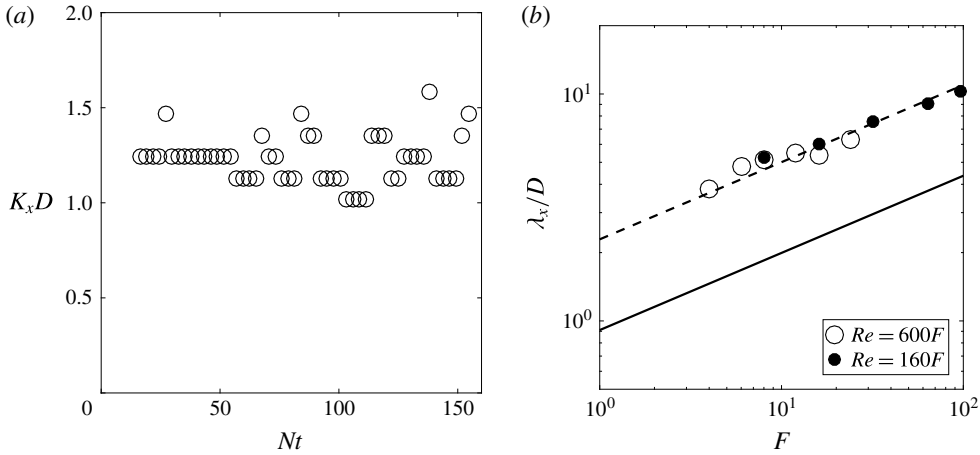 (a)
2.0
1.5
K_xD 1.0
0.5
0 50 100 150
Nt
(b)
10^1
λ_x/D
10^0
Re = 600F
Re = 160F
10^0 10^1 10^2
F